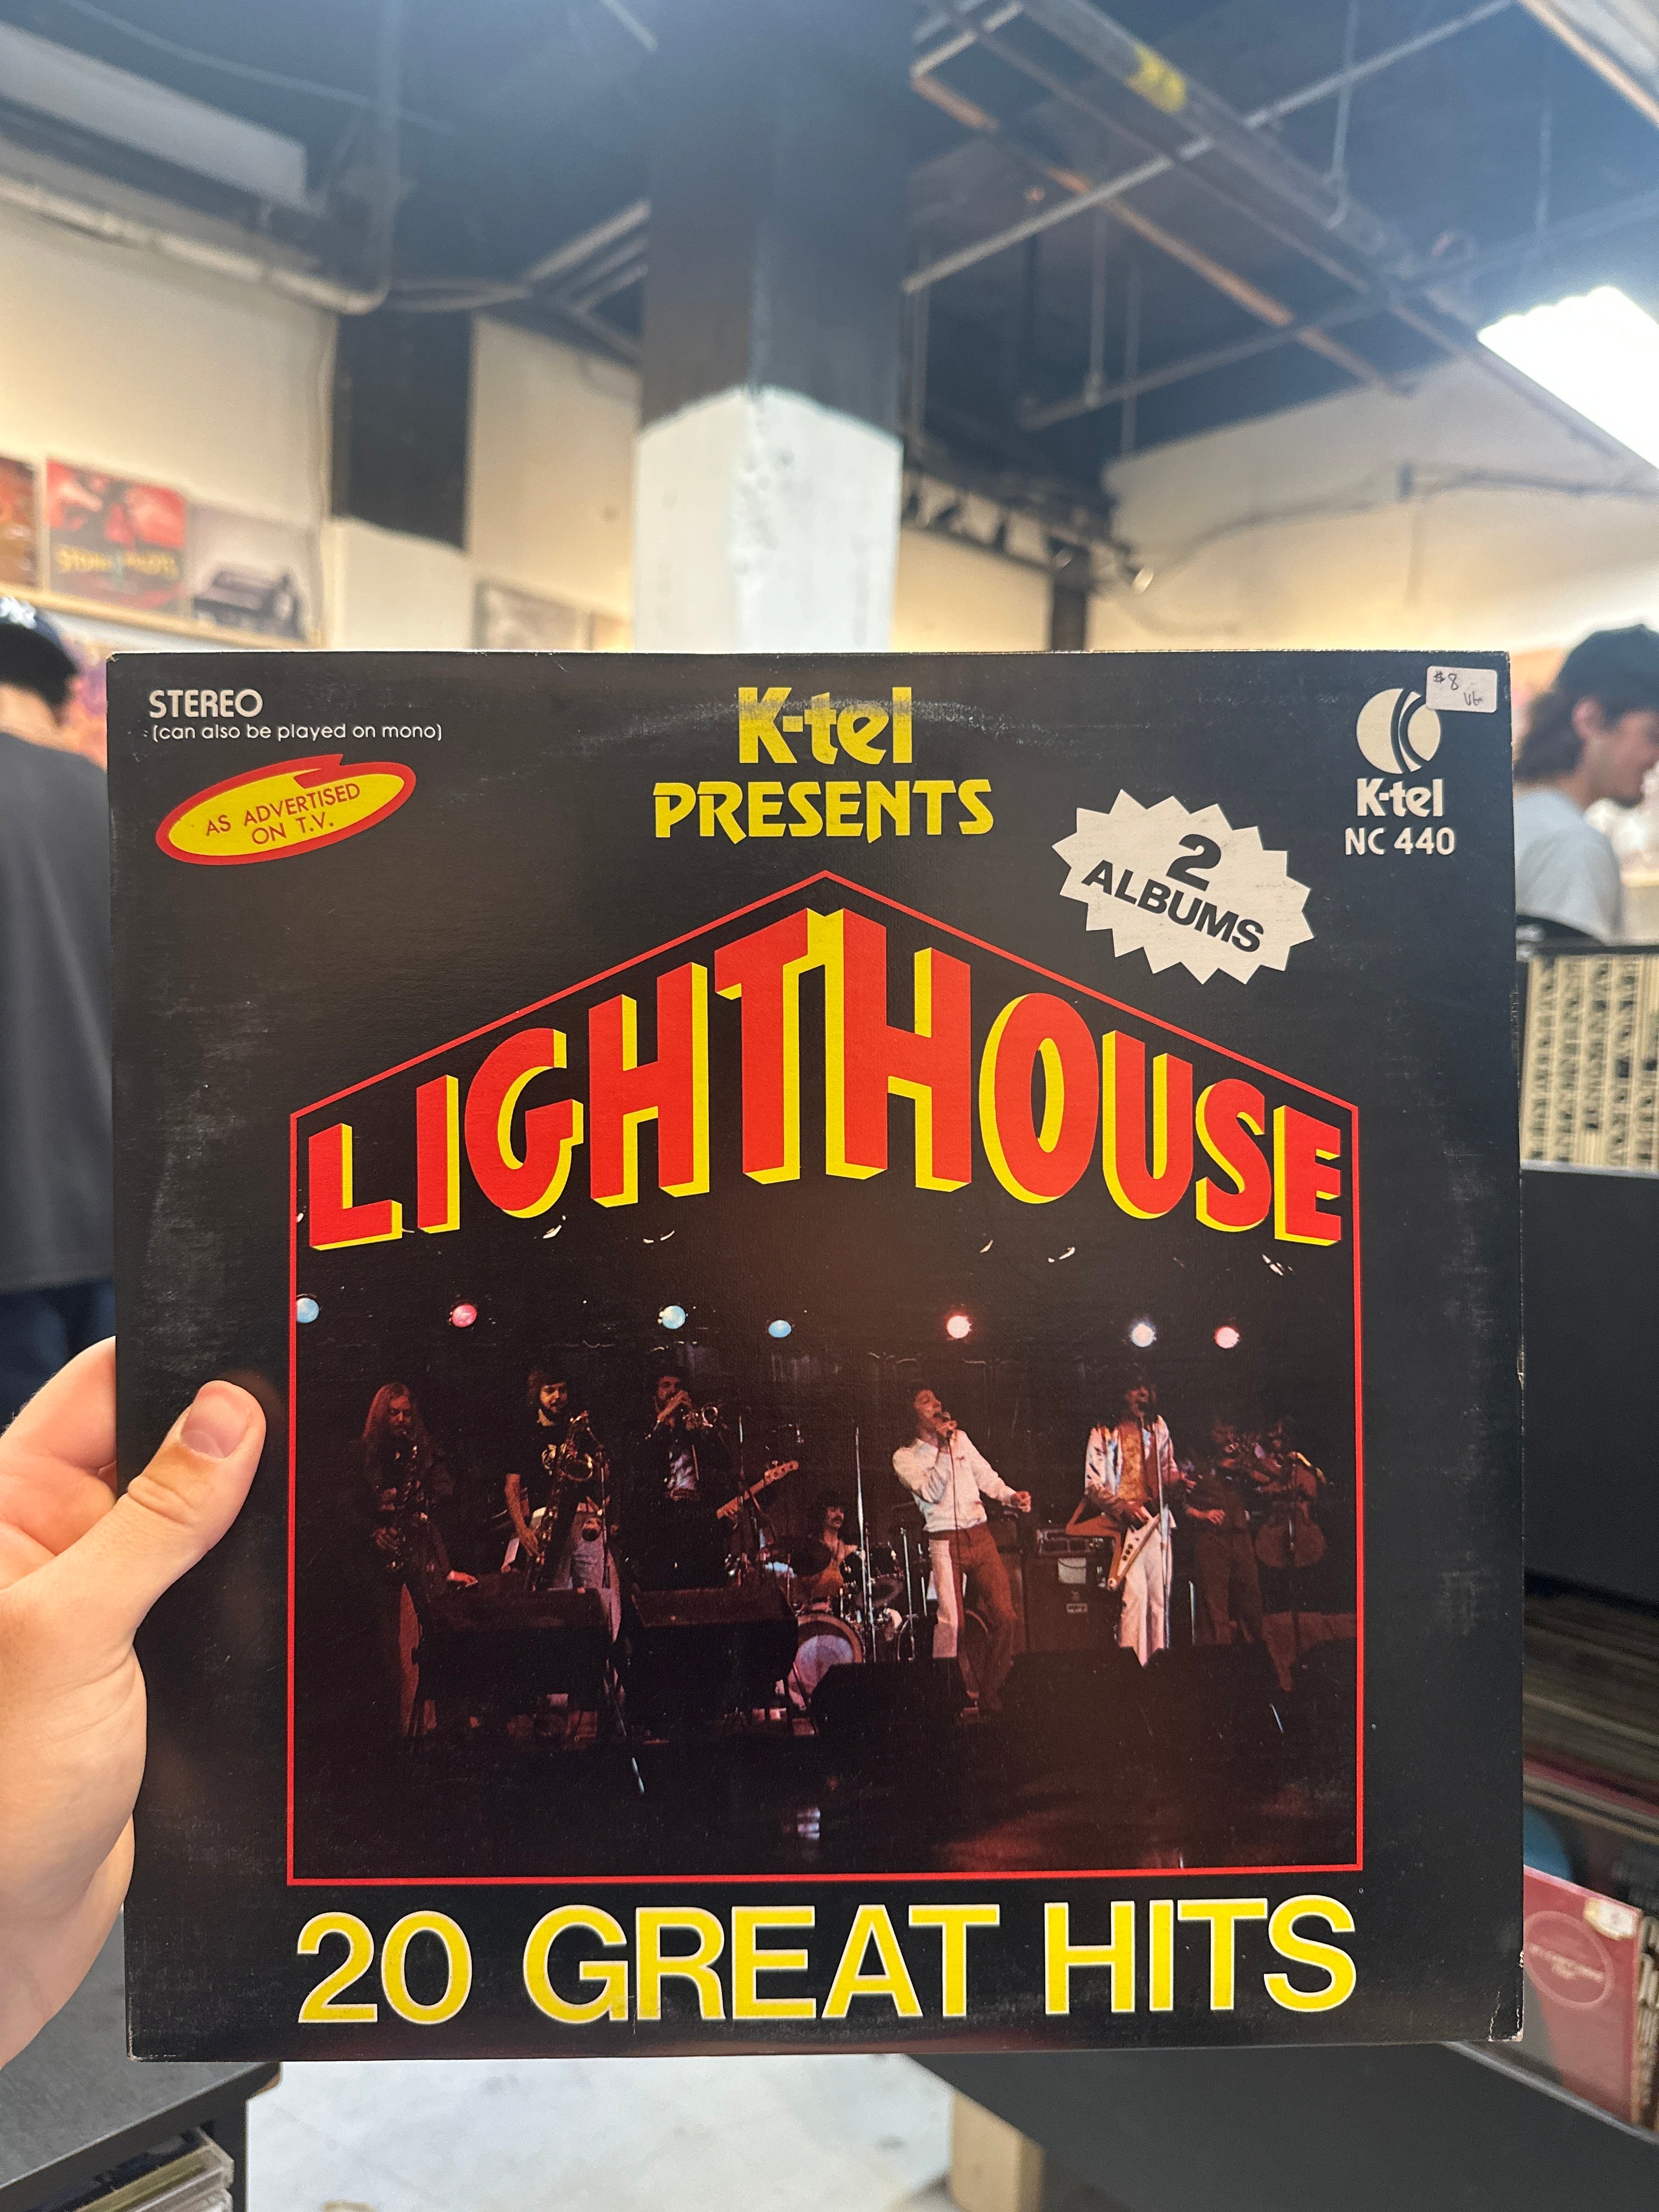 STEREO
(can also be played on mono)
AS ADVERTISED
ON T.V.
K-tel
PRESENTS
$8
VG
K-tel
NC 440
2
ALBUMS
LIGHTHOUSE
20 GREAT HITS